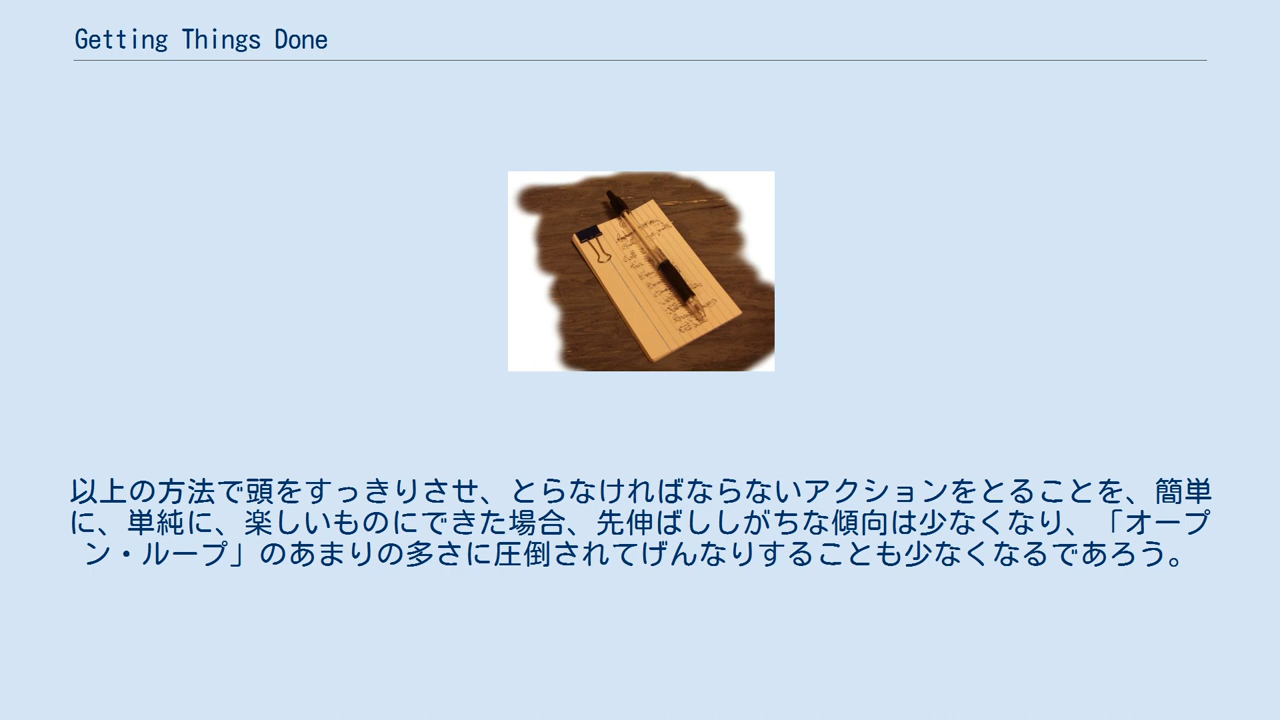 Getting Things Done
以上の方法で頭をすっきりさせ、とらなければならないアクションをとることを、簡単
に、単純に、楽しいものにできた場合、先伸ばししがちな傾向は少なくなり、「オープ
ン・ループ」のあまりの多さに圧倒されてげんなりすることも少なくなるであろう。